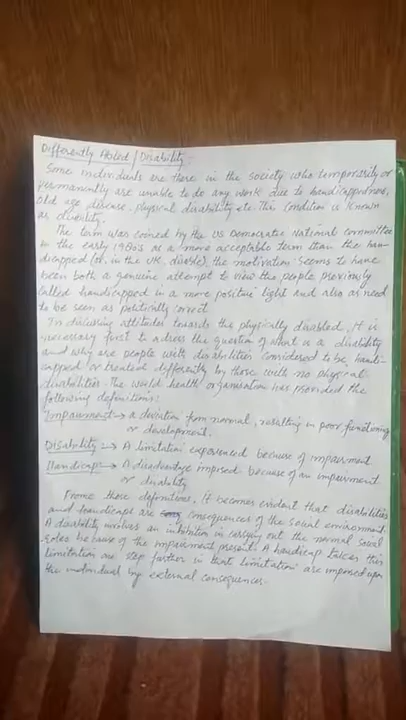 Differently Abled / Disability:-
Some individuals are there in the society who temporarily or
permanently are unable to do any work due to handicappedness,
old age disease, physical disability etc. This condition is known
as disability.
The term was coined by the US Democratic National committee
in the early 1980's as a more acceptable term than the han-
dicapped (or, in the UK, disable). the motivation seems to have
been both a genuine attempt to view the people previously
called handicapped in a more positive light and also as need
to be seen as politically correct
In discussing attitudes towards the physically disabled, it is
necessary first to adress the question of what is a disability
and why are people with disabilities considered to be handi-
capped or treated differently by those with no physical
disabilities. The world health organisation has provided the
following definitions:
Impairment → a deviation from normal, resulting in poor functioning
or development.
Disability → A limitation experienced because of impairment
Handicap → A disadvantage imposed because of an impairment
or disability
From these definitions, It becomes evident that disabilities
and handicaps are consequences of the social environment.
A disability involves an inhibition in carrying out the normal social
roles because of the impairment present. A handicap takes this
limitation are step farther in that limitation are imposed upon
the individual by external consequences.